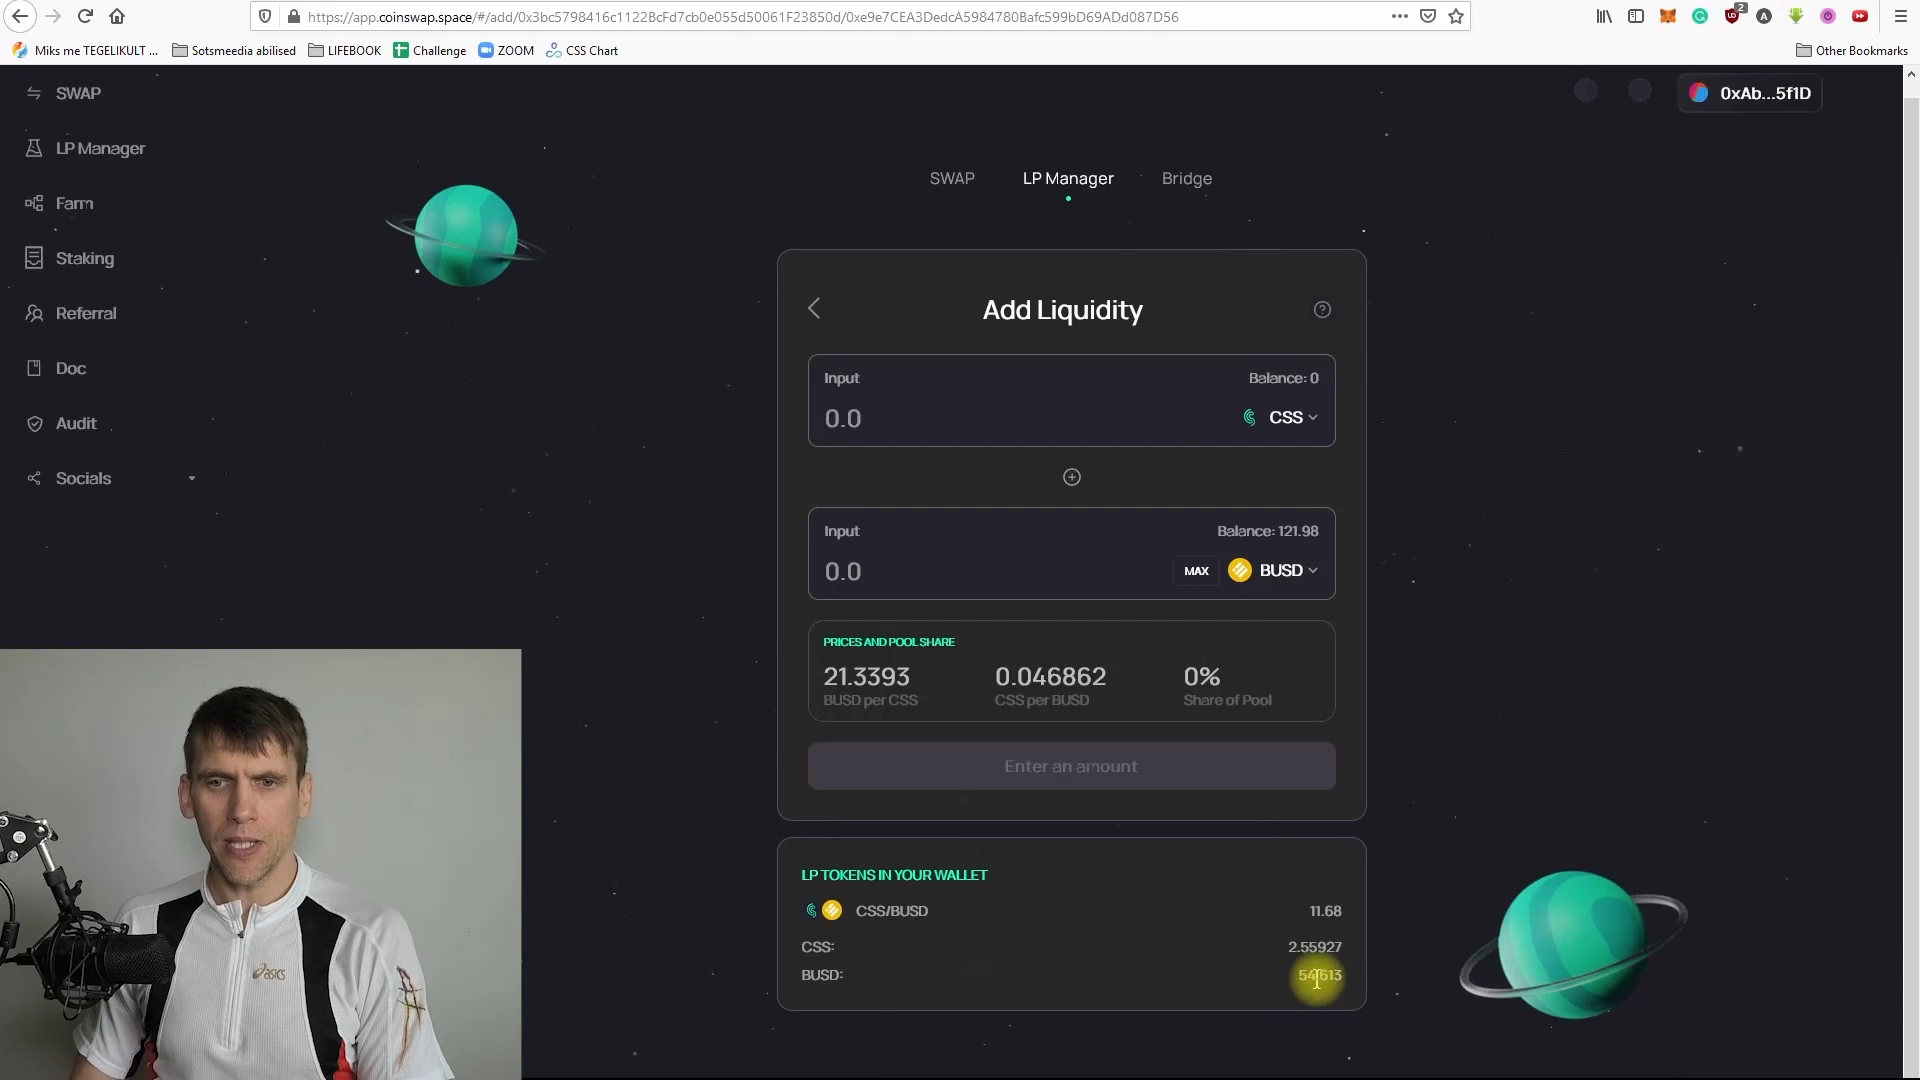 https://app.coinswap.space/#/add/0x3bc5798416c1122BcFd7cb0e055d50061F23850d/0xe9e7CEA3DedcA5984780Bafc599bD69ADd087D56
2
Miks me TEGELIKULT ...
Sotsmeedia abilised
LIFEBOOK
Challenge
ZOOM
CSS Chart
Other Bookmarks
SWAP
0xAb...5f1D
LP Manager
Farm
Staking
Referral
Doc
Audit
Socials
SWAP
LP Manager
Bridge
Add Liquidity
Input
Balance: 0
0.0
CSS
Input
Balance: 121.98
0.0
MAX
BUSD
PRICES AND POOL SHARE
21.3393
0.046862
0%
BUSD per CSS
CSS per BUSD
Share of Pool
Enter an amount
LP TOKENS IN YOUR WALLET
CSS/BUSD
11.68
CSS:
2.55927
BUSD:
54.613
asics